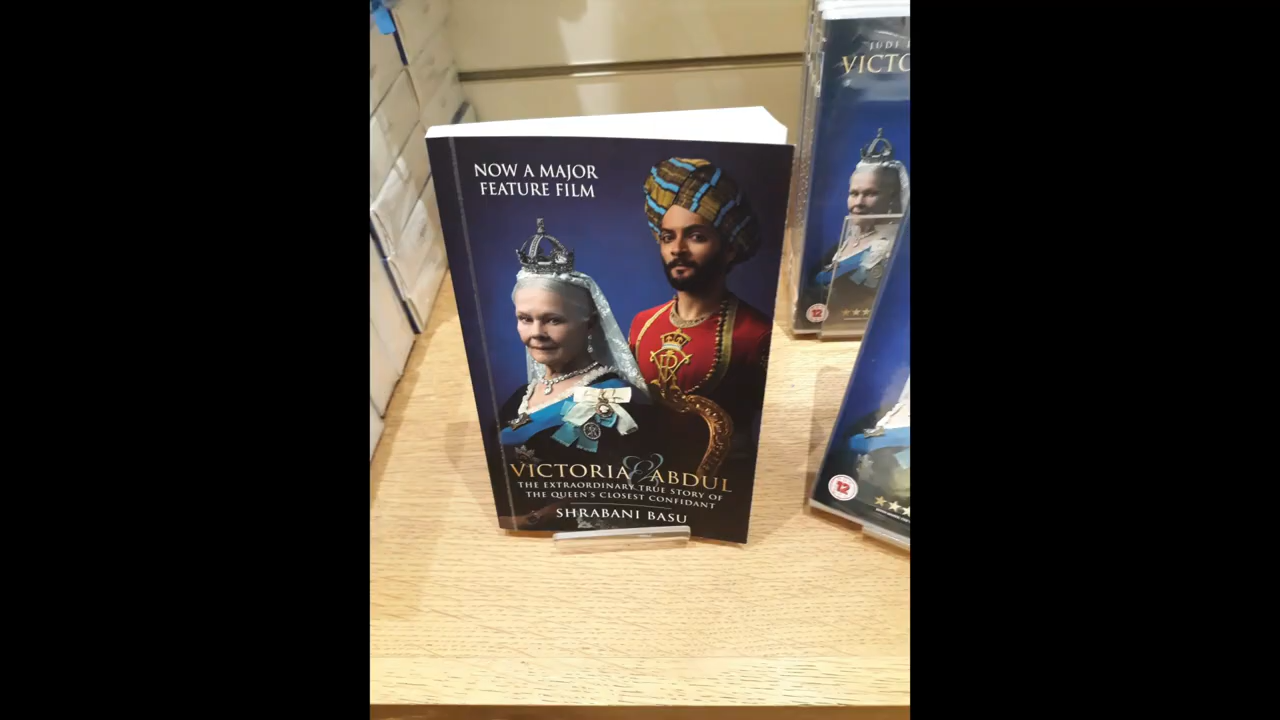 NOW A MAJOR
FEATURE FILM
VICTORIA & ABDUL
THE EXTRAORDINARY TRUE STORY OF
THE QUEEN'S CLOSEST CONFIDANT
SHRABANI BASU
JUDI
VICTO
12
12